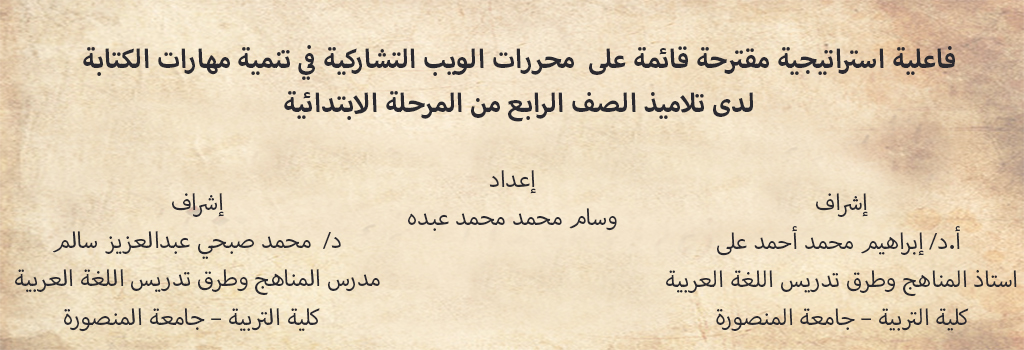 فاعلية استراتيجية مقترحة قائمة على محررات الويب التشاركية في تنمية مهارات الكتابة
لدى تلاميذ الصف الرابع من المرحلة الابتدائية
إعداد
وسام محمد محمد عبده
إشراف
أ.د/ إبراهيم محمد أحمد على
استاذ المناهج وطرق تدريس اللغة العربية
كلية التربية – جامعة المنصورة
إشراف
د/ محمد صبحي عبدالعزيز سالم
مدرس المناهج وطرق تدريس اللغة العربية
كلية التربية – جامعة المنصورة